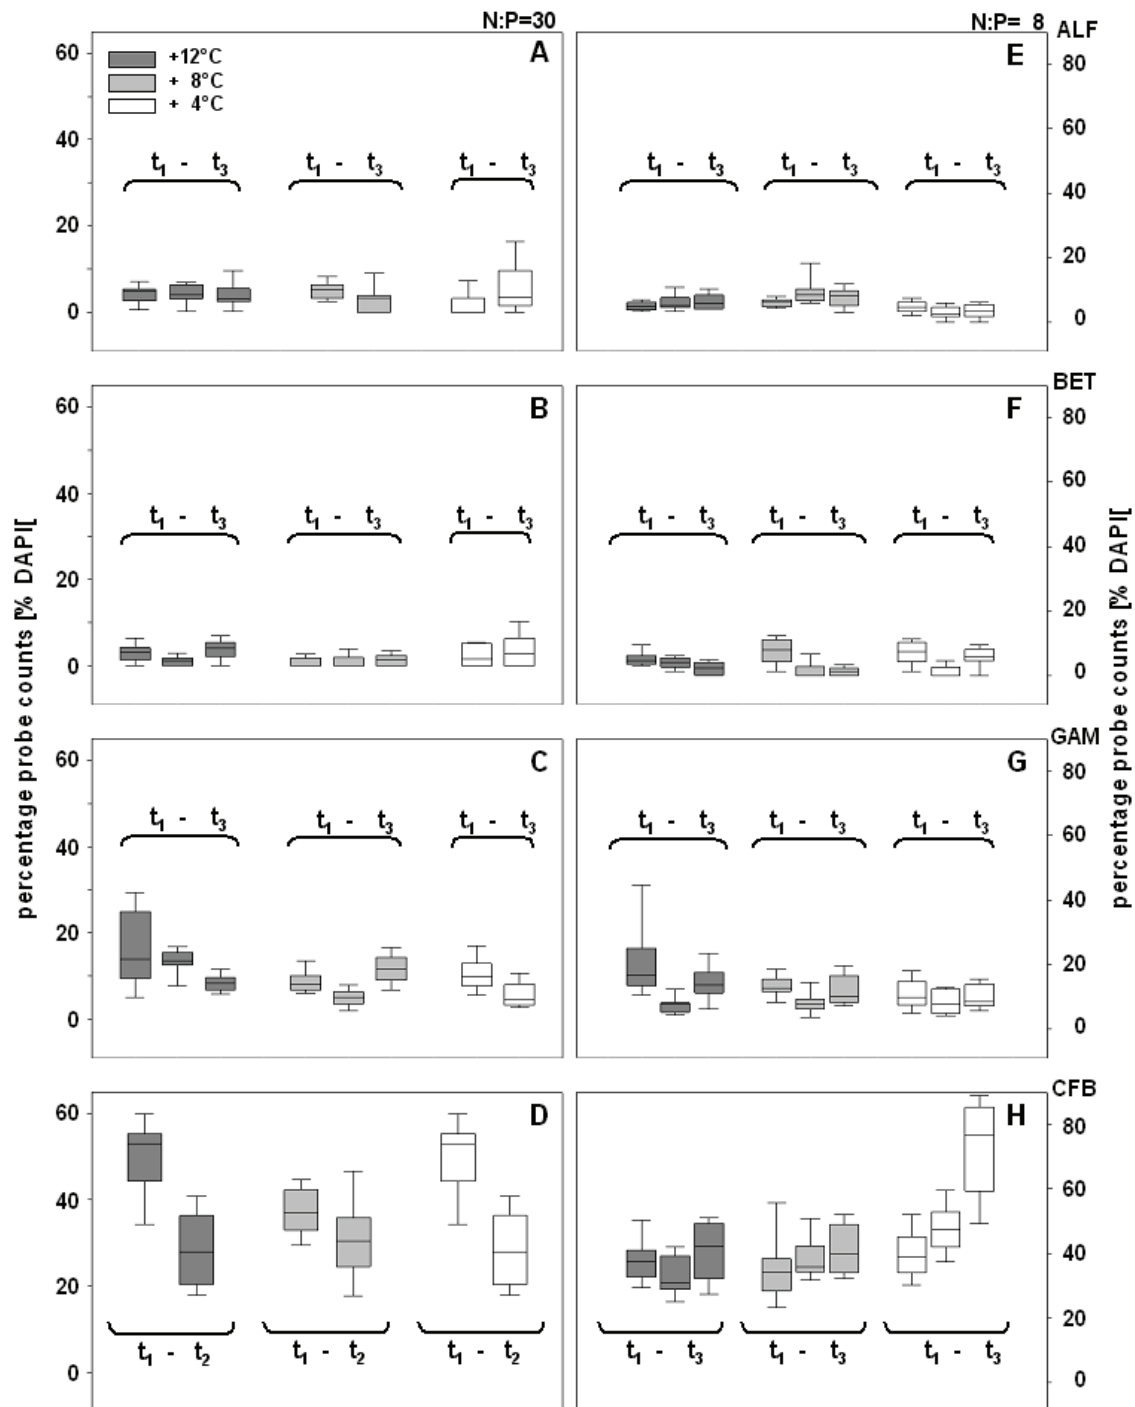 N:P=30 N:P= 8
ALF
A E
+12°C
+ 8°C
+ 4°C
60 80
40 60
t1 - t3 t1 - t3 t1 - t3 t1 - t3 t1 - t3 t1 - t3
40
20 20
0 0
BET
B F
60 80
60
40
t1 - t3 t1 - t3 t1 - t3 t1 - t3 t1 - t3 t1 - t3
40
20 20
0 0
percentage probe counts [% DAPI[
percentage probe counts [% DAPI[
GAM
C G
60 80
t1 - t3 t1 - t3 t1 - t3 t1 - t3 t1 - t3 t1 - t3
40 60
40
20 20
0 0
CFB
D H
60 80
40 60
40
20 20
t1 - t2 t1 - t2 t1 - t2 t1 - t3 t1 - t3 t1 - t3
0 0